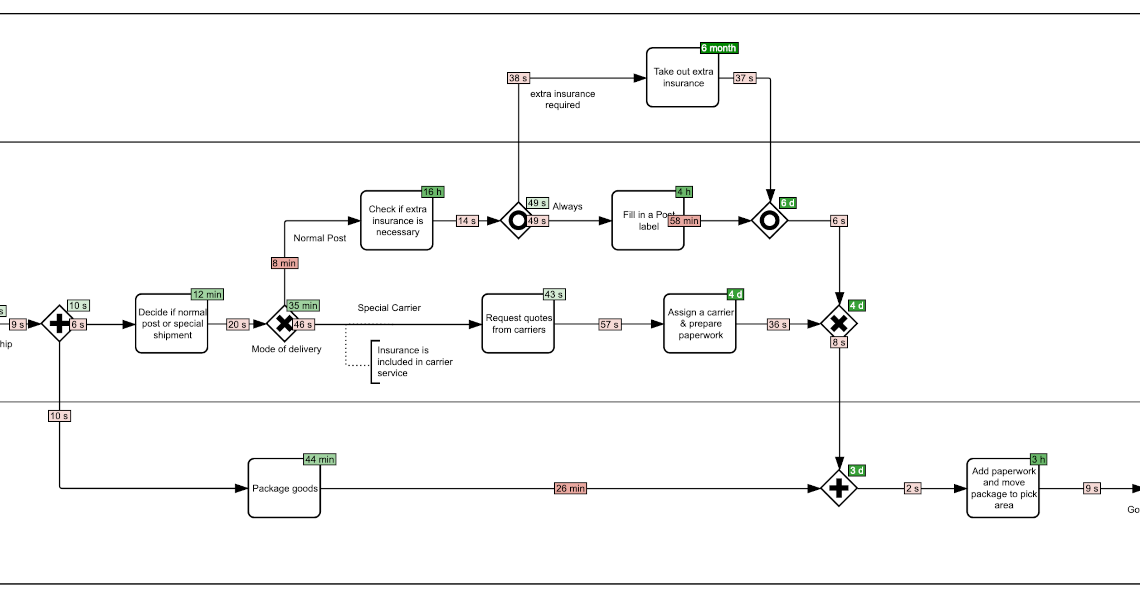 6 month
Take out extra
insurance
38 s
37 s
extra insurance
required
16 h
Check if extra
insurance is
necessary
14 s
49 s
49 s
Always
4 h
Fill in a Post
label
58 min
6 d
6 s
Normal Post
8 min
s
9 s
hip
10 s
6 s
12 min
Decide if normal
post or special
shipment
20 s
35 min
46 s
Mode of delivery
Special Carrier
Insurance is
included in carrier
service
43 s
Request quotes
from carriers
57 s
4 d
Assign a carrier
& prepare
paperwork
36 s
4 d
8 s
10 s
44 min
Package goods
26 min
3 d
2 s
3 h
Add paperwork
and move
package to pick
area
9 s
Go